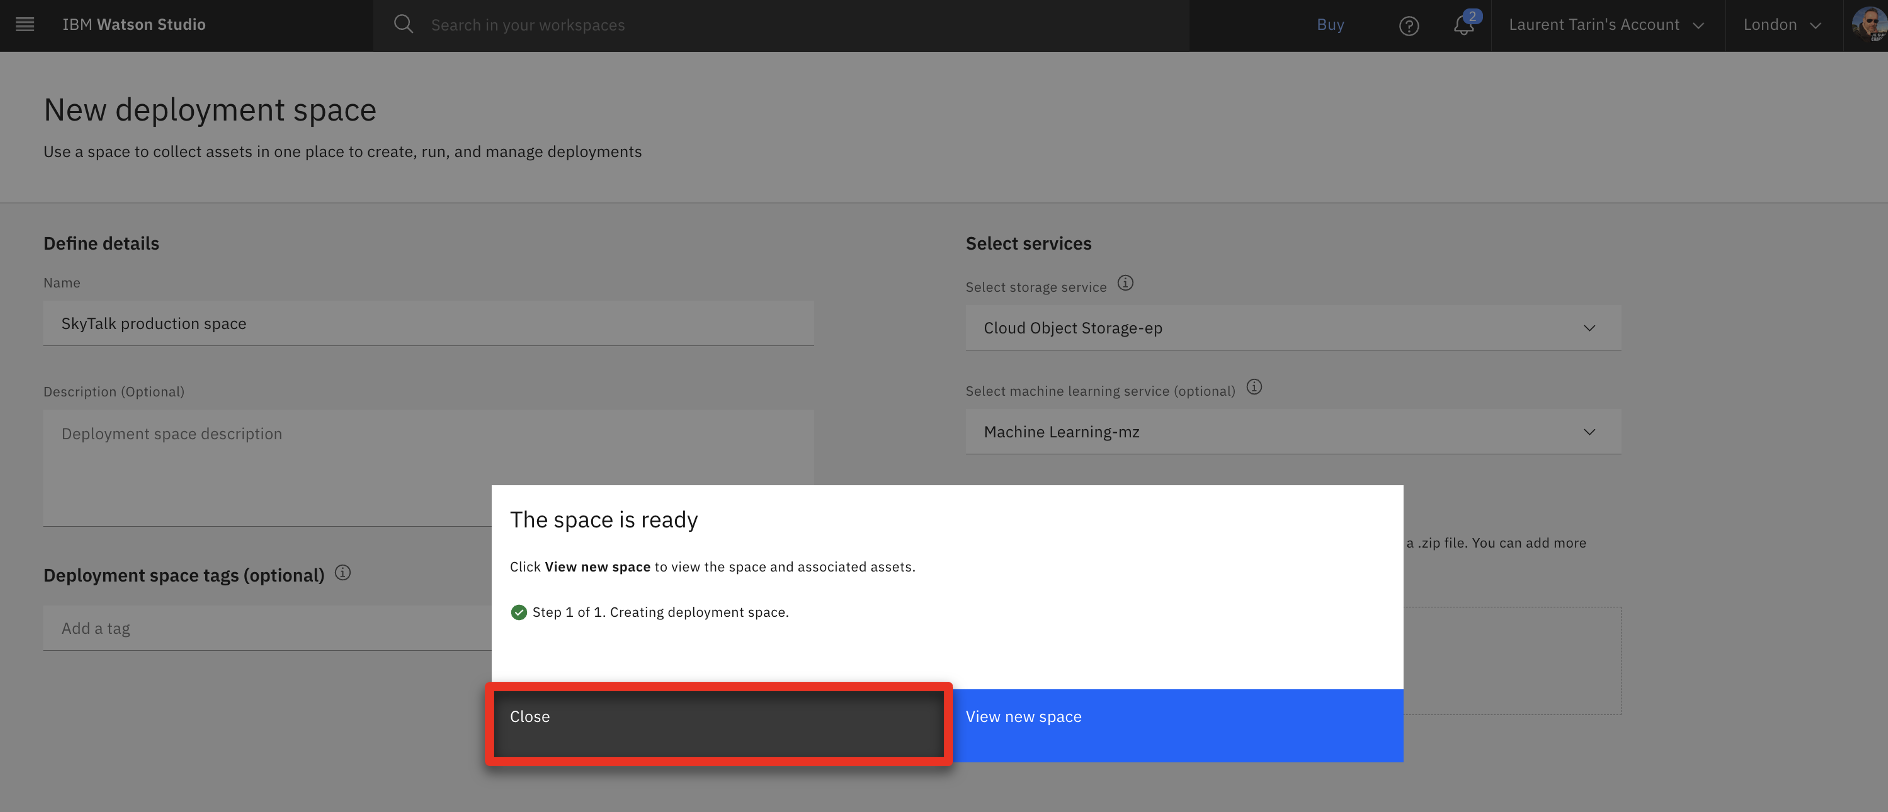 IBM Watson Studio
Search in your workspaces
Buy
2
Laurent Tarin's Account
London
New deployment space
Use a space to collect assets in one place to create, run, and manage deployments
Define details
Name
SkyTalk production space
Description (Optional)
Deployment space description
Deployment space tags (optional)
Add a tag
Select services
Select storage service
Cloud Object Storage-ep
Select machine learning service (optional)
Machine Learning-mz
a .zip file. You can add more
The space is ready
Click View new space to view the space and associated assets.
Step 1 of 1. Creating deployment space.
Close
View new space